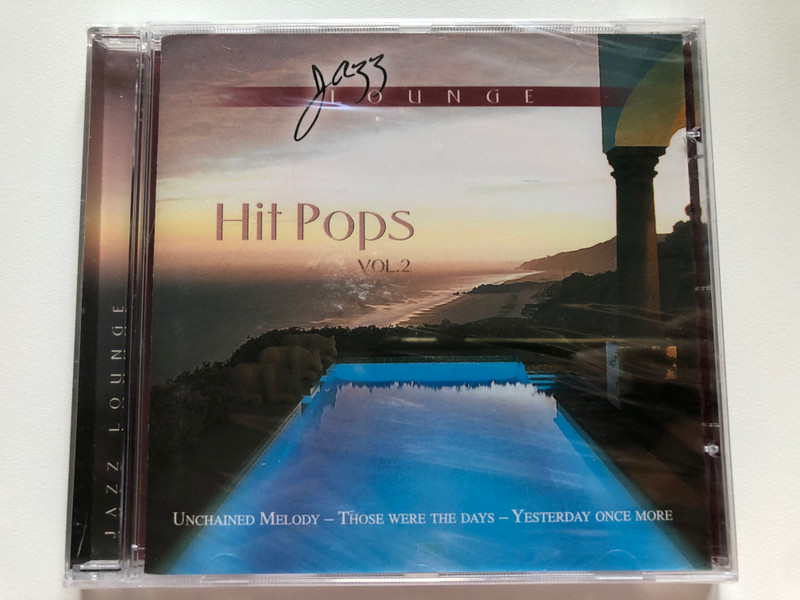 Jazz
LOUNGE
Hit Pops
VOL.2
UNCHAINED MELODY – THOSE WERE THE DAYS – YESTERDAY ONCE MORE
JAZZ LOUNGE